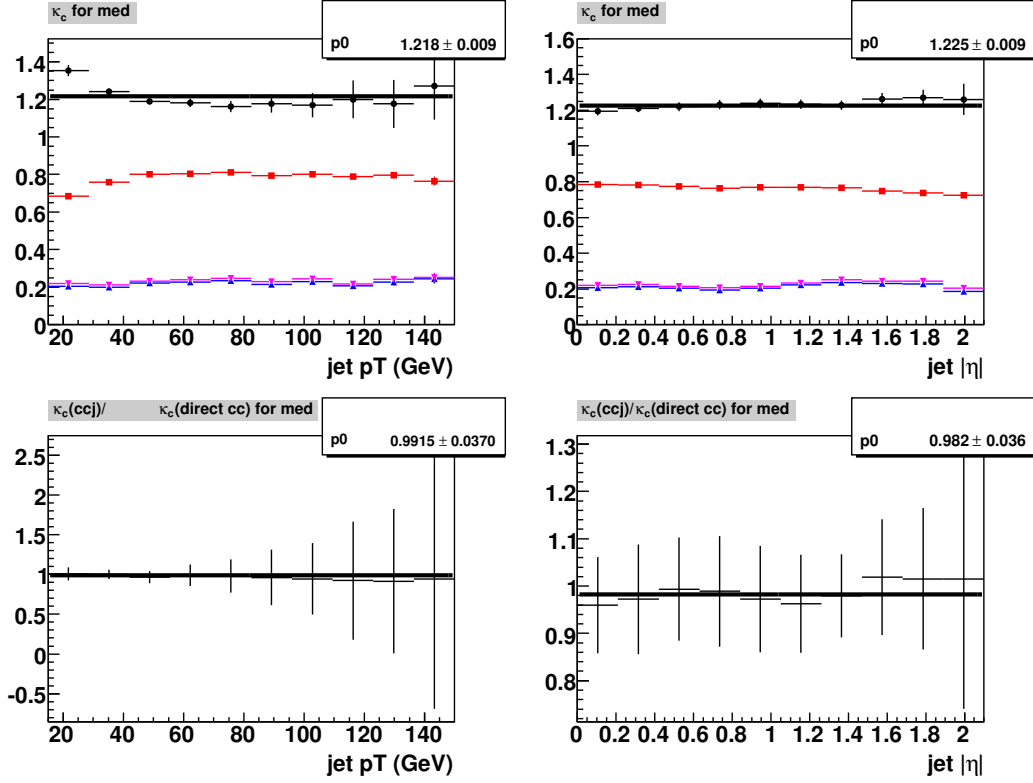 κc for med
p0 1.218 ± 0.009
1.4
1.2
1
0.8
0.6
0.4
0.2
0
20 40 60 80 100 120 140
jet pT (GeV)
κc for med
p0 1.225 ± 0.009
1.6
1.4
1.2
1
0.8
0.6
0.4
0.2
0
0 0.2 0.4 0.6 0.8 1 1.2 1.4 1.6 1.8 2
jet |η|
κc(ccj)/ κc(direct cc) for med
p0 0.9915 ± 0.0370
2.5
2
1.5
1
0.5
0
-0.5
20 40 60 80 100 120 140
jet pT (GeV)
κc(ccj)/κc(direct cc) for med
p0 0.982 ± 0.036
1.3
1.2
1.1
1
0.9
0.8
0 0.2 0.4 0.6 0.8 1 1.2 1.4 1.6 1.8 2
jet |η|